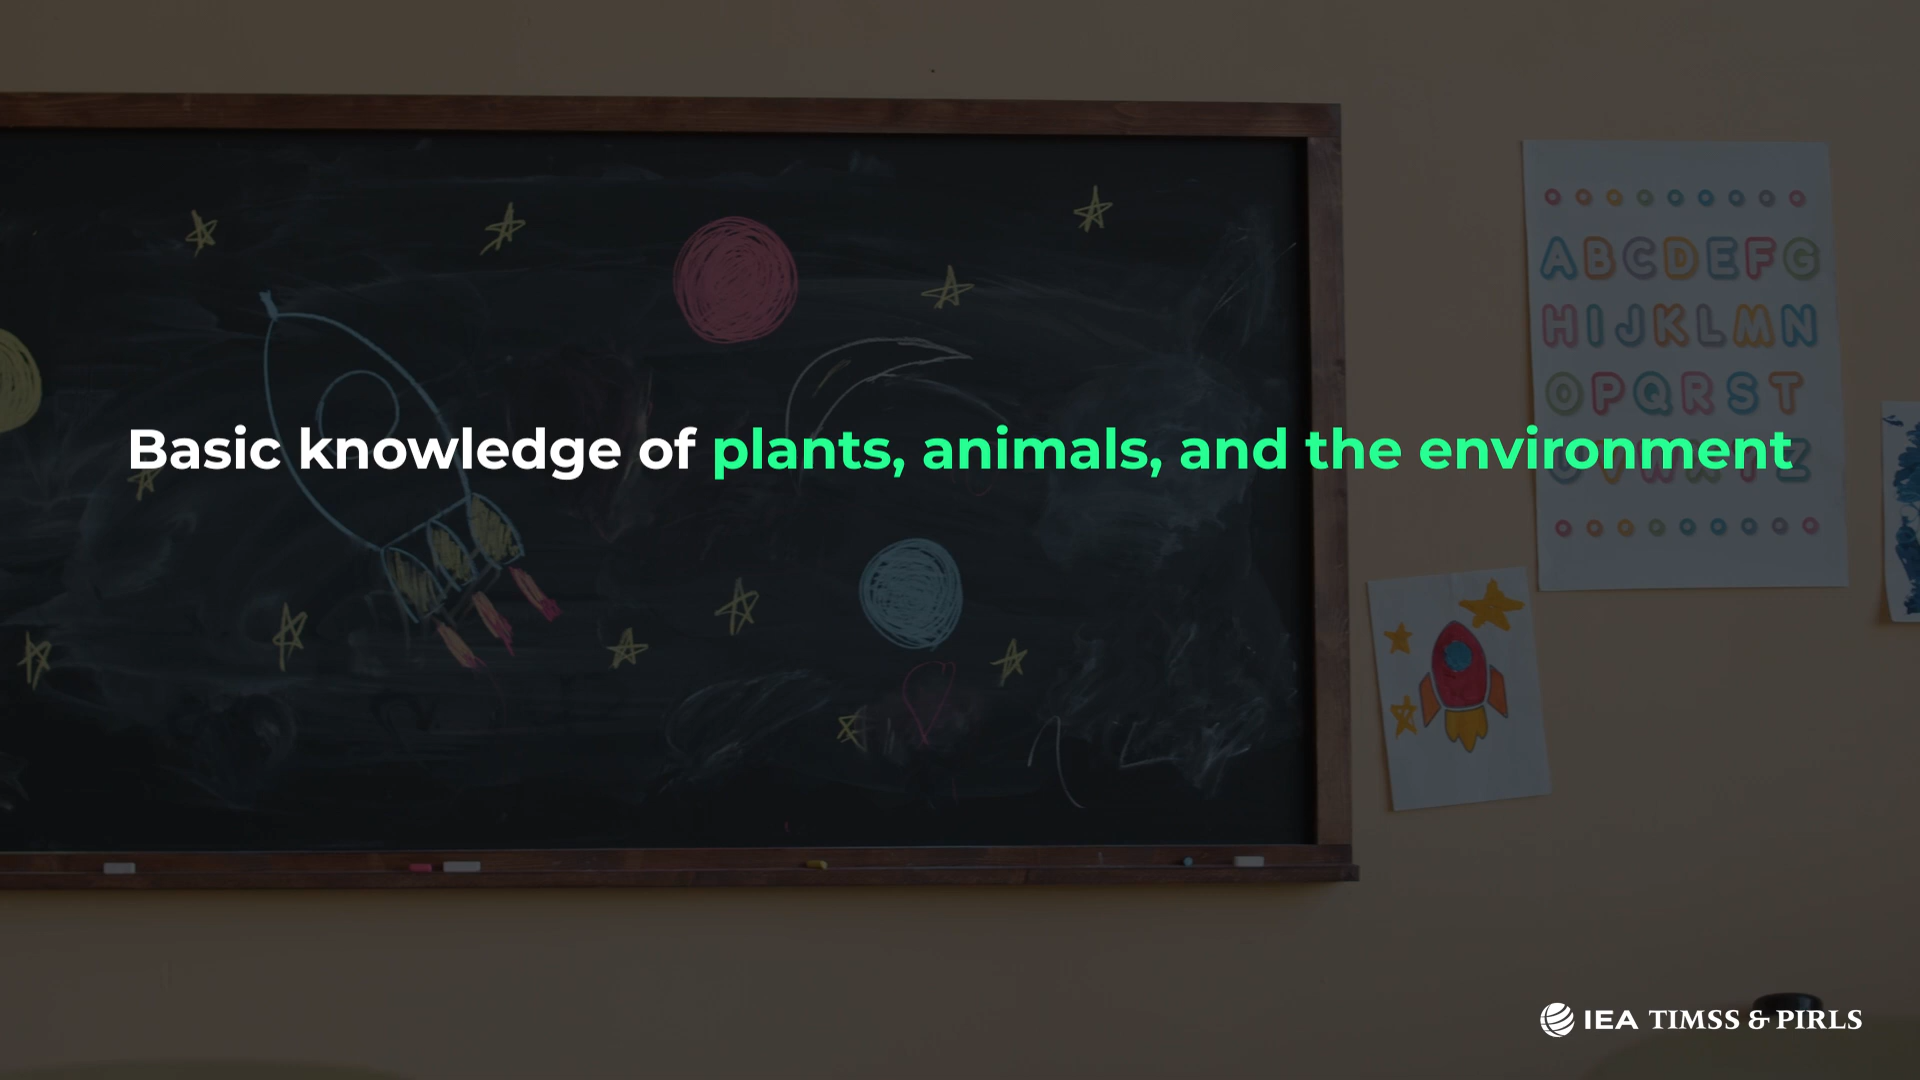 Basic knowledge of plants, animals, and the environment
ABCDEFG
HIJKLMN
OPQRST
IEA TIMSS & PIRLS